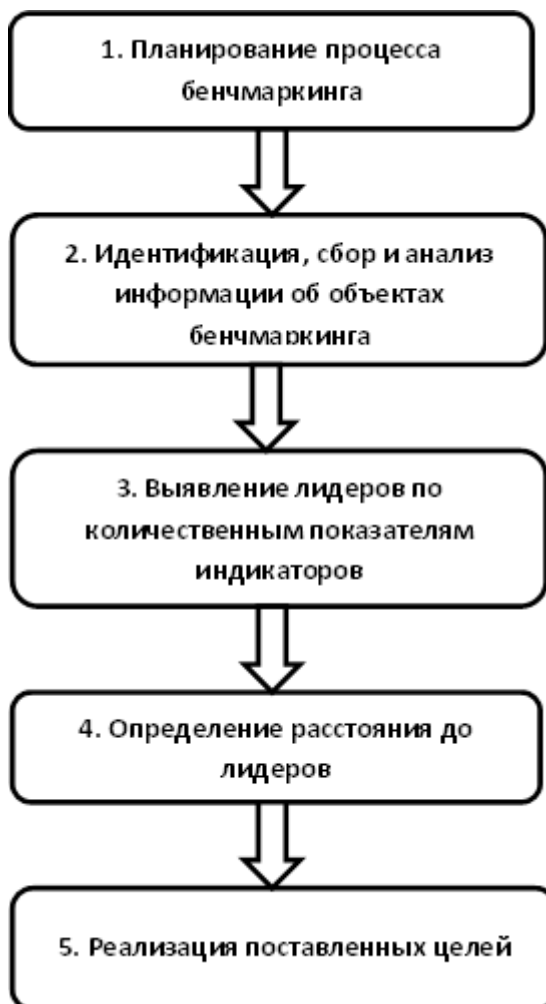 1. Планирование процесса
бенчмаркинга
2. Идентификация, сбор и анализ
информации об объектах
бенчмаркинга
3. Выявление лидеров по
количественным показателям
индикаторов
4. Определение расстояния до
лидеров
5. Реализация поставленных целей